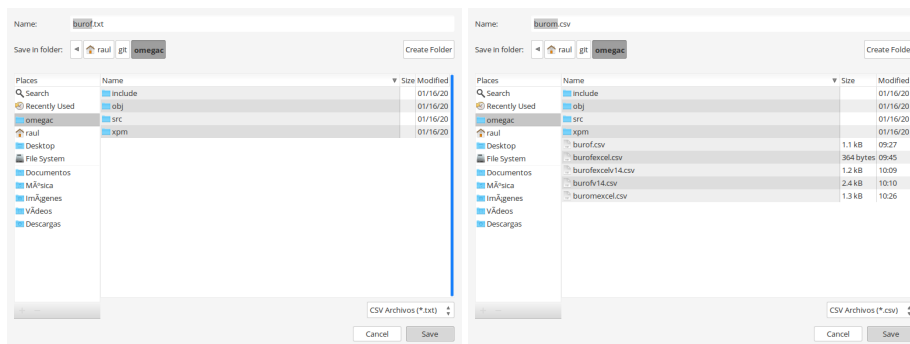 Name: burof.txt
Save in folder: raul git omegac Create Folder
Places
Search
Recently Used
omegac
raul
Desktop
File System
Documentos
MÃºsica
ImÃ¡genes
VÃ­deos
Descargas
Name Size Modified
include 01/16/20
obj 01/16/20
src 01/16/20
xpm 01/16/20
CSV Archivos (*.txt)
Cancel Save
Name: burom.csv
Save in folder: raul git omegac Create Folder
Places
Search
Recently Used
omegac
raul
Desktop
File System
Documentos
MÃºsica
ImÃ¡genes
VÃ­deos
Descargas
Name Size Modified
include 01/16/20
obj 01/16/20
src 01/16/20
xpm 01/16/20
burof.csv 1.1 kB 09:27
burofexcel.csv 364 bytes 09:45
burofexcelv14.csv 1.2 kB 10:09
burofv14.csv 2.4 kB 10:10
buromexcel.csv 1.3 kB 10:26
CSV Archivos (*.csv)
Cancel Save